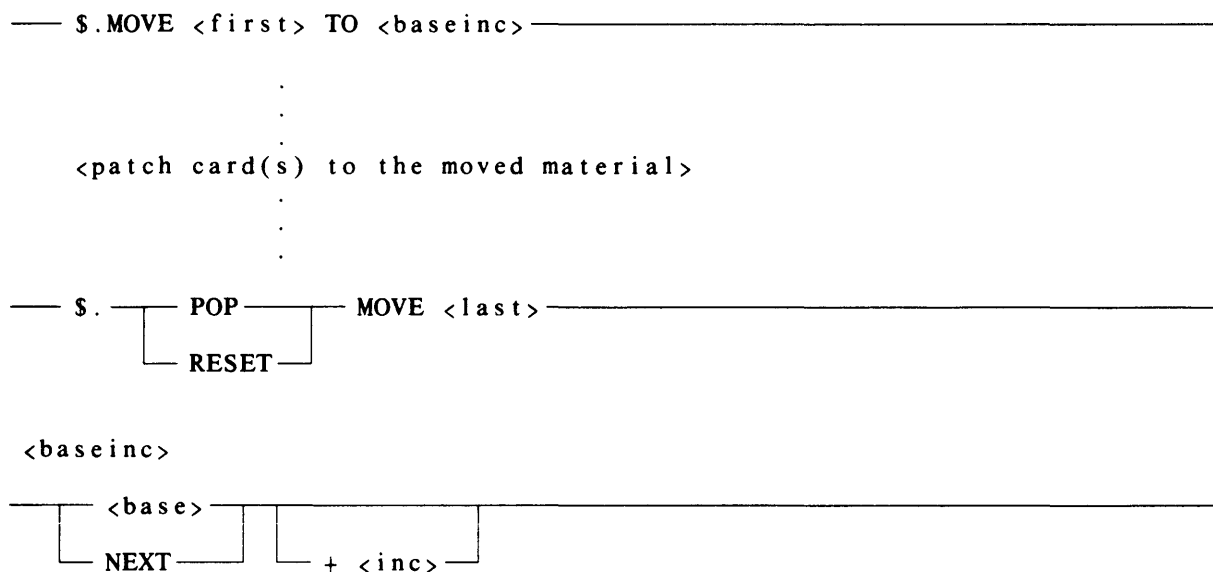 $.MOVE <first> TO <baseinc>
.
.
.
<patch card(s) to the moved material>
.
.
.
$. POP MOVE <last>
RESET
<baseinc>
<base>
NEXT + <inc>